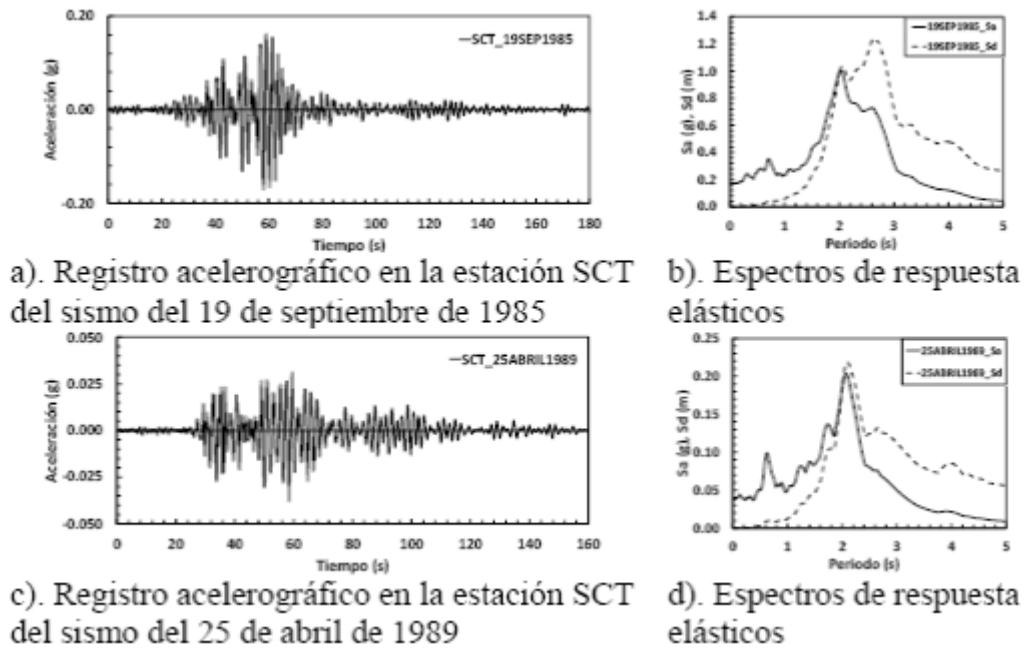 0.20
—SCT_19SEP1985
Aceleración (g)
0.00
-0.20
0 20 40 60 80 100 120 140 160 180
Tiempo (s)
1.4
—19SEP1985_Sa
- -19SEP1985_Sd
1.2
1.0
Sa (g), Sd (m)
0.8
0.6
0.4
0.2
0.0
0 1 2 3 4 5
Periodo (s)
a). Registro acelerográfico en la estación SCT
del sismo del 19 de septiembre de 1985
b). Espectros de respuesta
elásticos
0.050
—SCT_25ABRIL1989
0.025
Aceleración (g)
0.000
-0.025
-0.050
0 20 40 60 80 100 120 140 160
Tiempo (s)
0.25
—25ABRIL1989_Sa
- -25ABRIL1989_Sd
0.20
Sa (g), Sd (m)
0.15
0.10
0.05
0.00
0 1 2 3 4 5
Periodo (s)
c). Registro acelerográfico en la estación SCT
del sismo del 25 de abril de 1989
d). Espectros de respuesta
elásticos